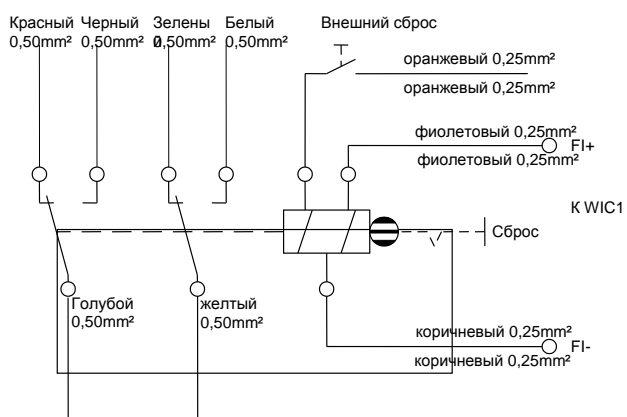 Красный
0,50mm²
Черный
0,50mm²
Зелены
й
0,50mm²
Белый
0,50mm²
Внешний сброс
оранжевый 0,25mm²
оранжевый 0,25mm²
фиолетовый 0,25mm²
фиолетовый 0,25mm²
FI+
К WIC1
Сброс
Голубой
0,50mm²
желтый
0,50mm²
коричневый 0,25mm²
коричневый 0,25mm²
FI-